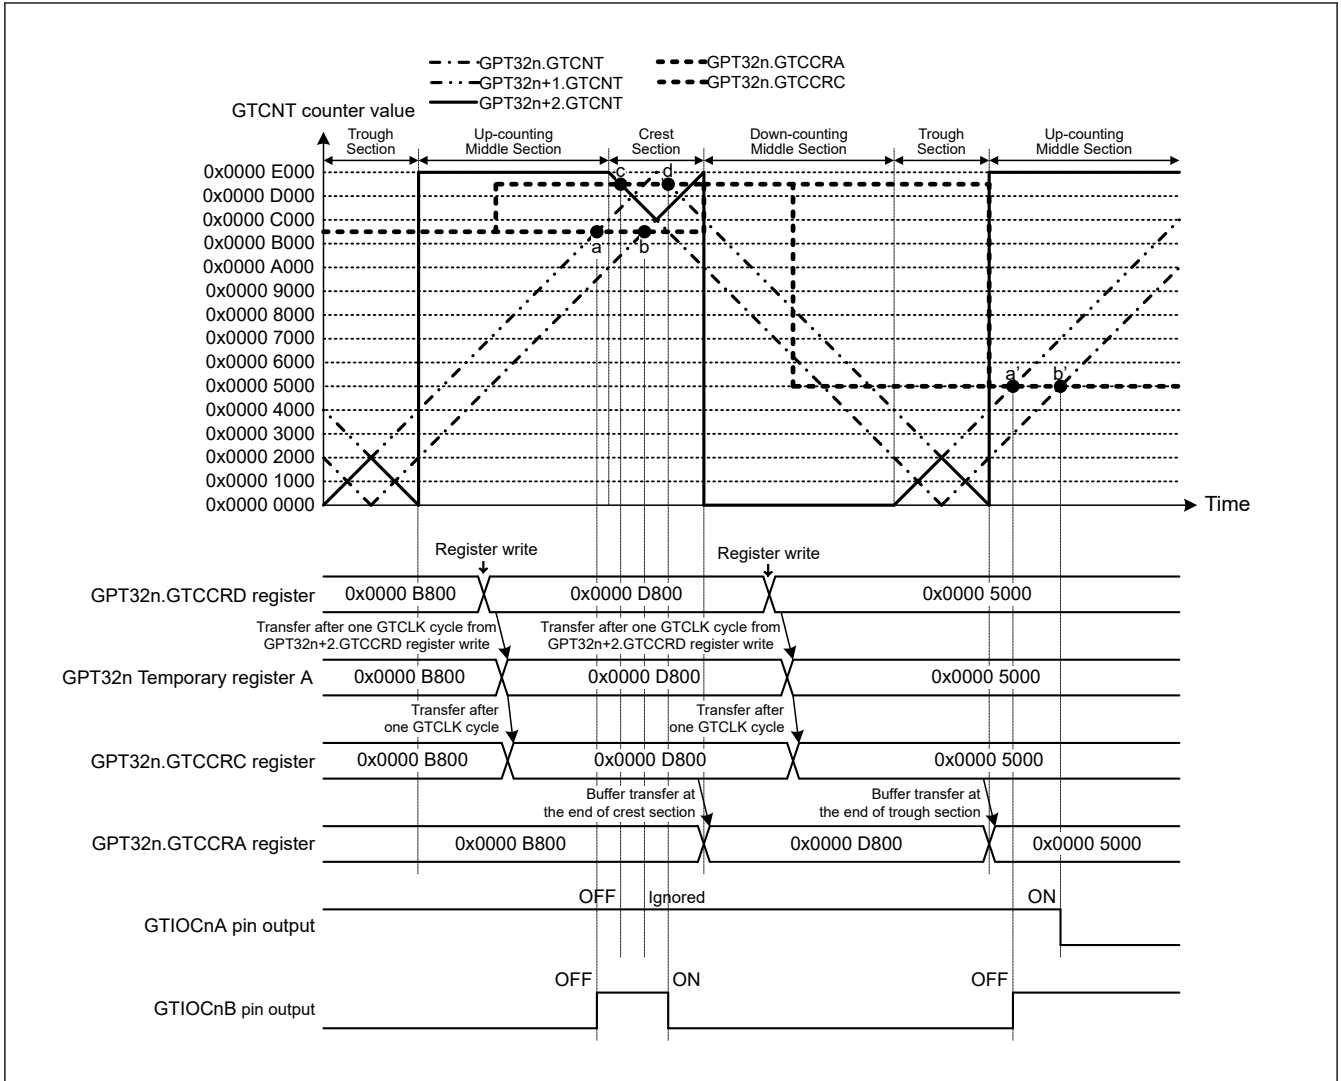 GPT32n.GTCNT
GPT32n.GTCCRA
GPT32n+1.GTCNT
GPT32n.GTCCRC
GPT32n+2.GTCNT
GTCNT counter value
Trough
Section
Up-counting
Middle Section
Crest
Section
Down-counting
Middle Section
Trough
Section
Up-counting
Middle Section
0x0000 E000
0x0000 D000
0x0000 C000
0x0000 B000
0x0000 A000
0x0000 9000
0x0000 8000
0x0000 7000
0x0000 6000
0x0000 5000
0x0000 4000
0x0000 3000
0x0000 2000
0x0000 1000
0x0000 0000
c
d
a
b
a'
b'
Time
Register write
Register write
GPT32n.GTCCRD register
0x0000 B800
0x0000 D800
0x0000 5000
Transfer after one GTCLK cycle from
GPT32n+2.GTCCRD register write
Transfer after one GTCLK cycle from
GPT32n+2.GTCCRD register write
GPT32n Temporary register A
0x0000 B800
0x0000 D800
0x0000 5000
Transfer after
one GTCLK cycle
Transfer after
one GTCLK cycle
GPT32n.GTCCRC register
0x0000 B800
0x0000 D800
0x0000 5000
Buffer transfer at
the end of crest section
Buffer transfer at
the end of trough section
GPT32n.GTCCRA register
0x0000 B800
0x0000 D800
0x0000 5000
OFF
Ignored
ON
GTIOCnA pin output
OFF
ON
OFF
GTIOCnB pin output